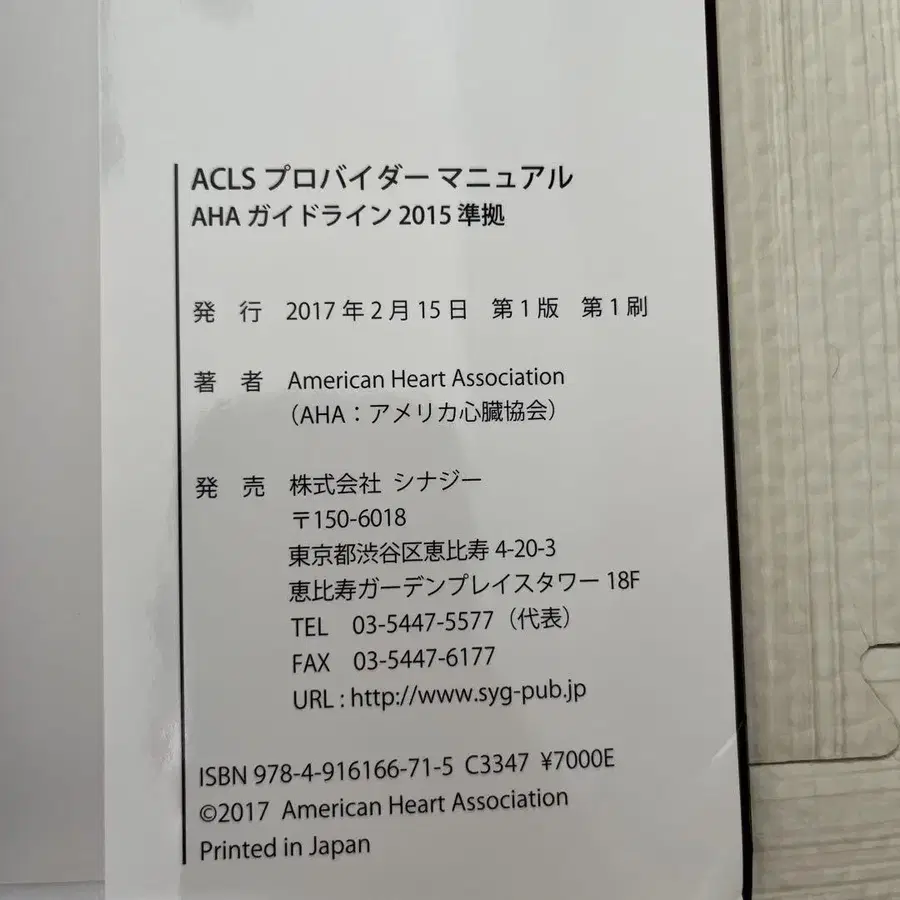 ACLS プロバイダー マニュアル
AHA ガイドライン 2015 準拠
発 行 2017 年 2 月 15 日 第 1 版 第 1 刷
著 者 American Heart Association
（AHA：アメリカ心臓協会）
発 売 株式会社 シナジー
〒150-6018
東京都渋谷区恵比寿 4-20-3
恵比寿ガーデンプレイスタワー 18F
TEL 03-5447-5577（代表）
FAX 03-5447-6177
URL : http://www.syg-pub.jp
ISBN 978-4-916166-71-5 C3347 ¥7000E
©2017 American Heart Association
Printed in Japan